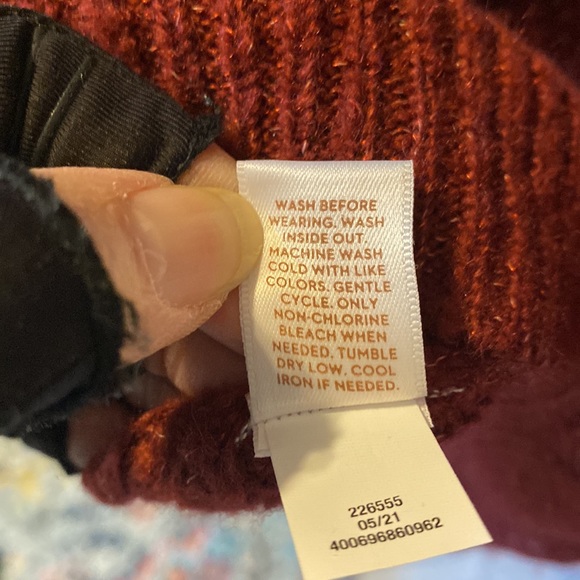 WASH BEFORE
WEARING. WASH
INSIDE OUT.
MACHINE WASH
COLD WITH LIKE
COLORS. GENTLE
CYCLE. ONLY
NON-CHLORINE
BLEACH WHEN
NEEDED. TUMBLE
DRY LOW. COOL
IRON IF NEEDED.
226555
05/21
400696860962